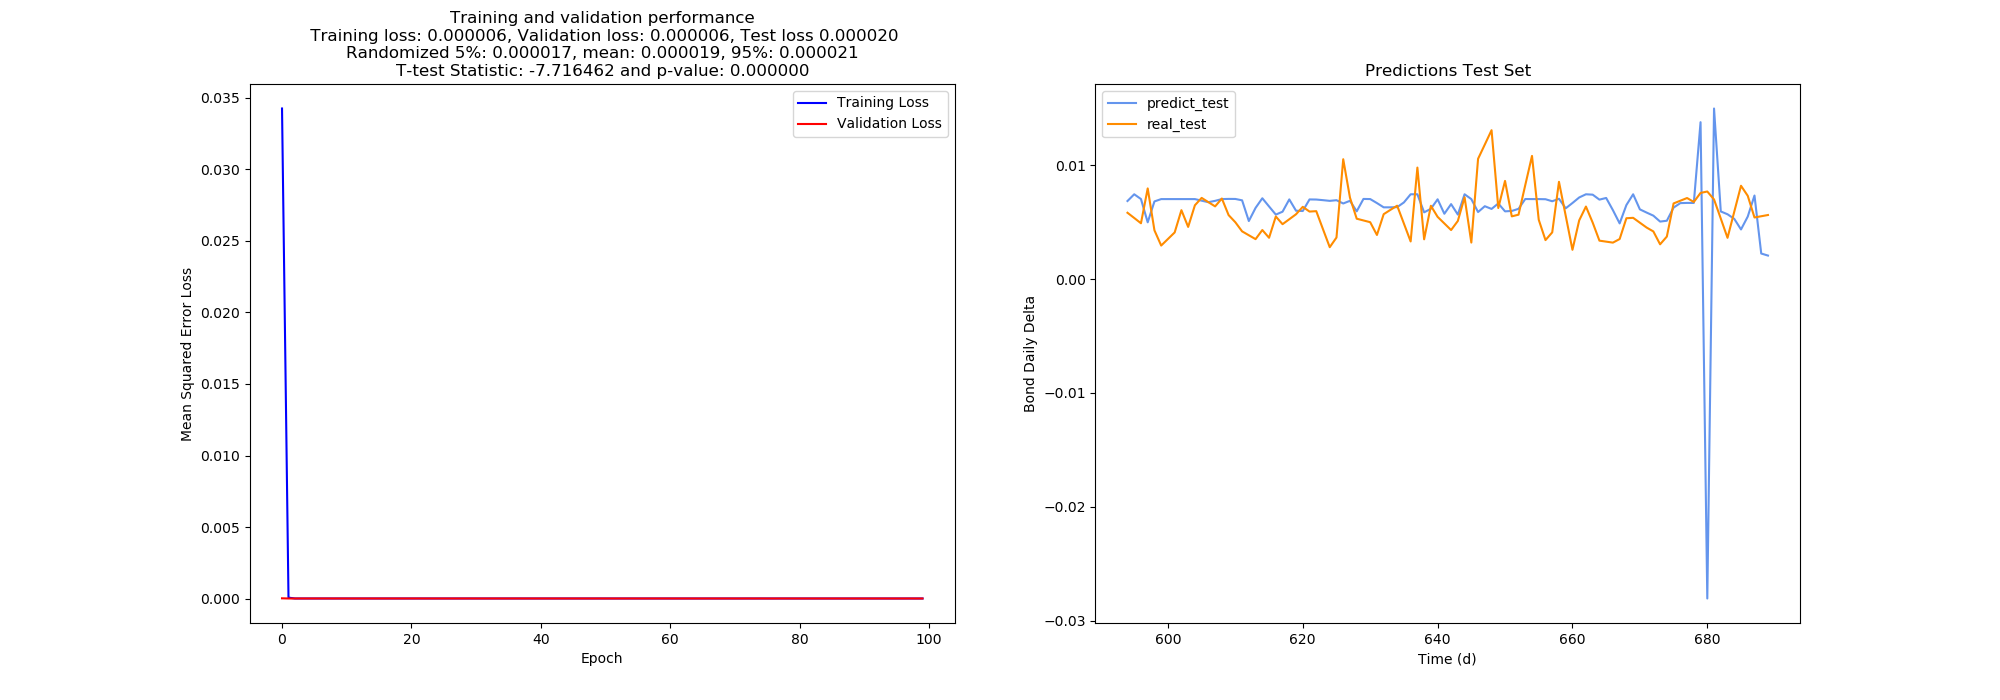 Training and validation performance
Training loss: 0.000006, Validation loss: 0.000006, Test loss 0.000020
Randomized 5%: 0.000017, mean: 0.000019, 95%: 0.000021
T-test Statistic: -7.716462 and p-value: 0.000000
Training Loss
Validation Loss
0.035
0.030
0.025
0.020
0.015
0.010
0.005
0.000
Mean Squared Error Loss
0
20
40
60
80
100
Epoch
Predictions Test Set
predict_test
real_test
0.01
0.00
−0.01
−0.02
−0.03
Bond Daily Delta
600
620
640
660
680
Time (d)